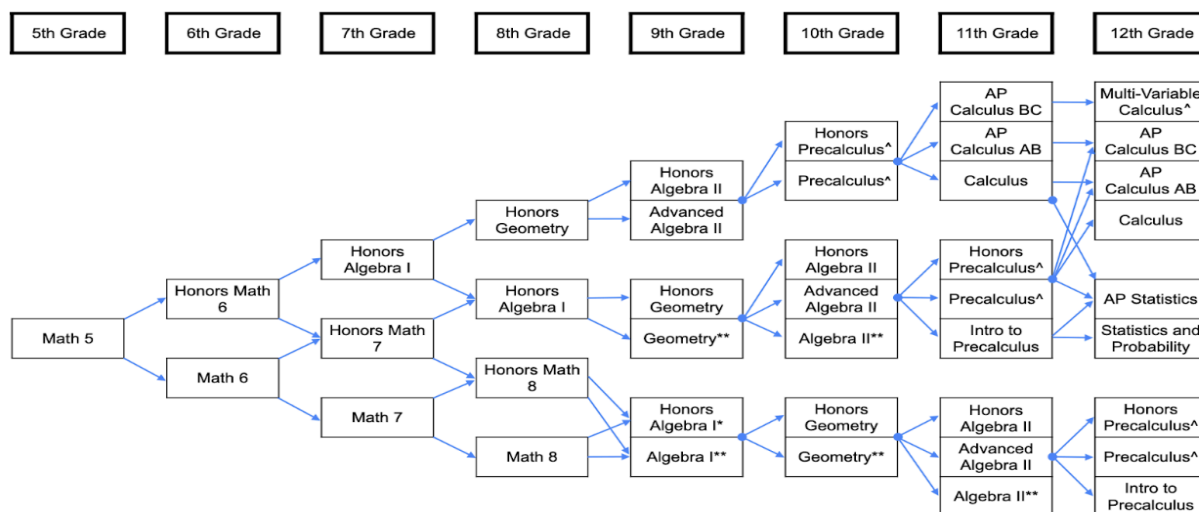 5th Grade
6th Grade
7th Grade
8th Grade
9th Grade
10th Grade
11th Grade
12th Grade
Math 5
Honors Math
6
Math 6
Honors
Algebra I
Honors Math
7
Math 7
Honors
Geometry
Honors
Algebra I
Honors Math
8
Math 8
Honors
Algebra II
Advanced
Algebra II
Honors
Geometry
Geometry**
Honors
Algebra I*
Algebra I**
Honors
Precalculus^
Precalculus^
Honors
Algebra II
Advanced
Algebra II
Algebra II**
Honors
Geometry
Geometry**
AP
Calculus BC
AP
Calculus AB
Calculus
Honors
Precalculus^
Precalculus^
Intro to
Precalculus
Honors
Algebra II
Advanced
Algebra II
Algebra II**
Multi-Variable
Calculus^
AP
Calculus BC
AP
Calculus AB
Calculus
AP Statistics
Statistics and
Probability
Honors
Precalculus^
Precalculus^
Intro to
Precalculus